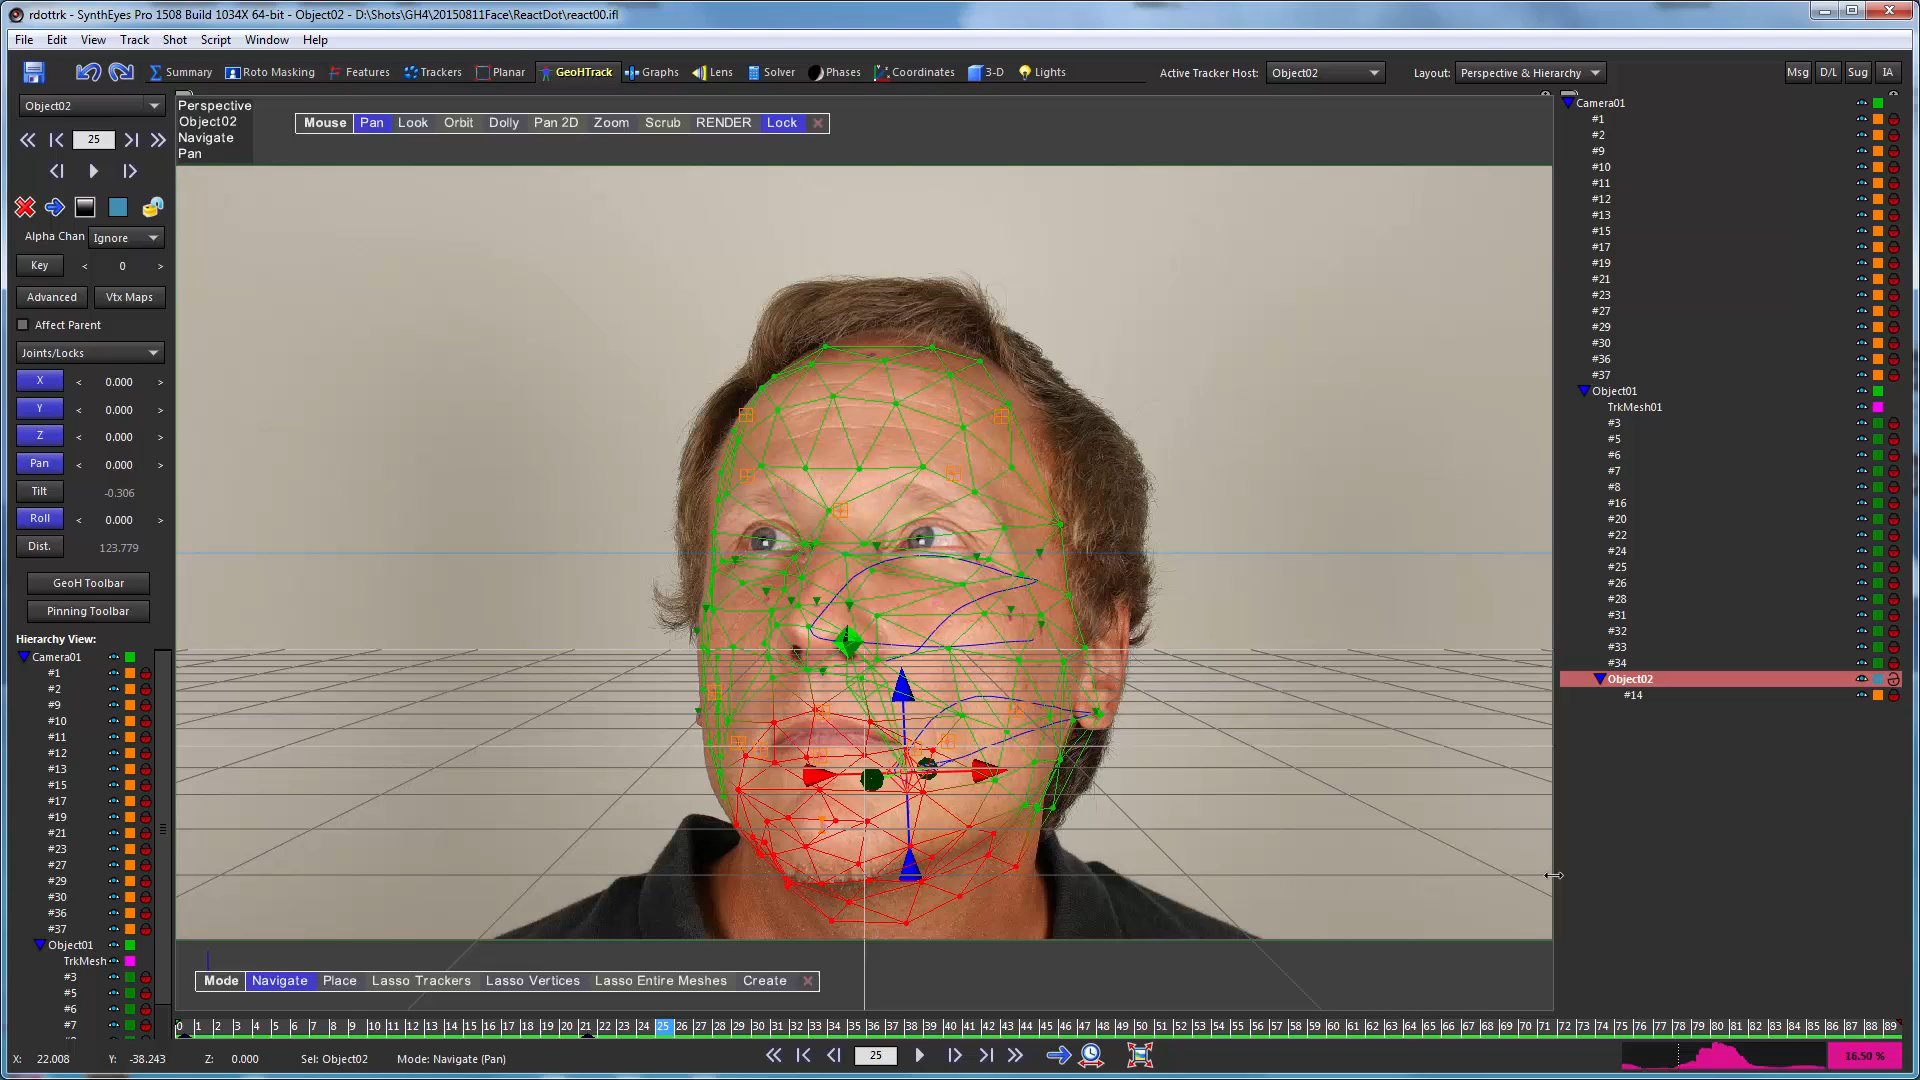 rdottrk - SynthEyes Pro 1508 Build 1034X 64-bit - Object02 - D:\Shots\GH4\20150811Face\ReactDot\react00.ifl
File Edit View Track Shot Script Window Help
Summary Roto Masking Features Trackers Planar GeoHTrack Graphs Lens Solver Phases Coordinates 3-D Lights Active Tracker Host: Object02 Layout: Perspective & Hierarchy Msg D/L Sug IA
Object02
25
Alpha Chan Ignore
Key < 0 >
Advanced Vtx Maps
Affect Parent
Joints/Locks
X < 0.000 >
Y < 0.000 >
Z < 0.000 >
Pan < 0.000 >
Tilt -0.306
Roll < 0.000 >
Dist. 123.779
GeoH Toolbar
Pinning Toolbar
Hierarchy View:
Camera01
#1
#2
#9
#10
#11
#12
#13
#15
#17
#19
#21
#23
#27
#29
#30
#36
#37
Object01
TrkMesh
#3
#5
#6
#7
Perspective
Object02
Navigate
Pan
Mouse Pan Look Orbit Dolly Pan 2D Zoom Scrub RENDER Lock
Mode Navigate Place Lasso Trackers Lasso Vertices Lasso Entire Meshes Create
Camera01
#1
#2
#9
#10
#11
#12
#13
#15
#17
#19
#21
#23
#27
#29
#30
#36
#37
Object01
TrkMesh01
#3
#5
#6
#7
#8
#16
#20
#22
#24
#25
#26
#28
#31
#32
#33
#34
Object02
#14
0 1 2 3 4 5 6 7 8 9 10 11 12 13 14 15 16 17 18 19 20 21 22 23 24 25 26 27 28 29 30 31 32 33 34 35 36 37 38 39 40 41 42 43 44 45 46 47 48 49 50 51 52 53 54 55 56 57 58 59 60 61 62 63 64 65 66 67 68 69 70 71 72 73 74 75 76 77 78 79 80 81 82 83 84 85 86 87 88 89
X: 22.008 Y: -38.243 Z: 0.000 Sel: Object02 Mode: Navigate (Pan) 25 16.50 %